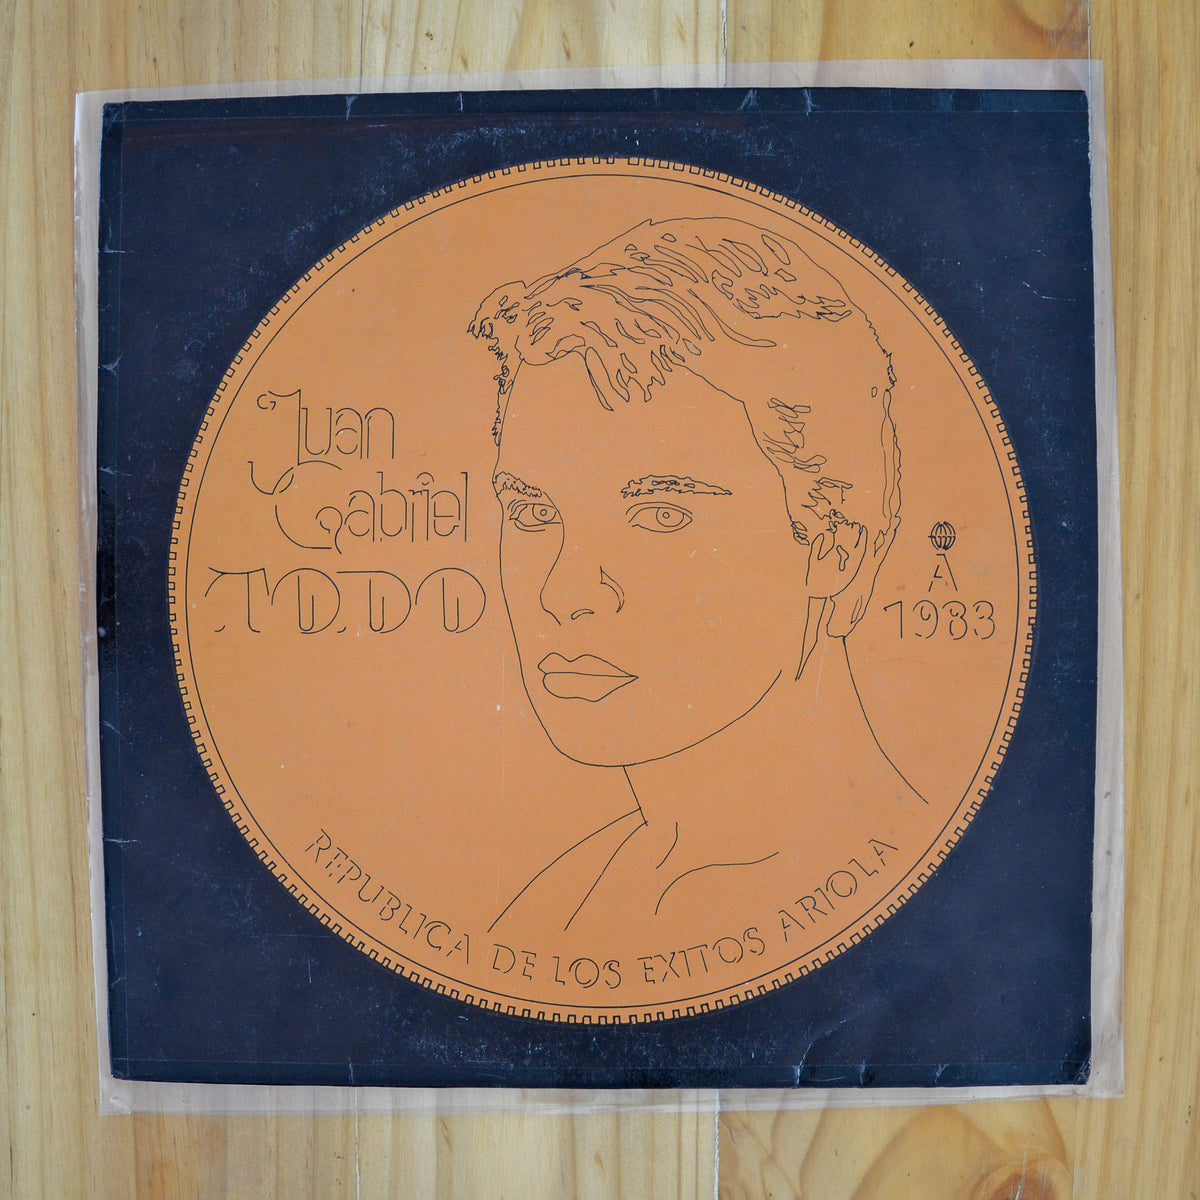 Juan
Gabriel
TODO
A
1983
REPUBLICA DE LOS EXITOS ARIOLA